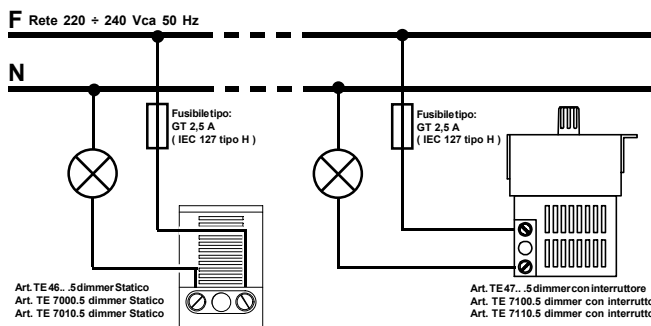 F Rete 220 ÷ 240 Vca 50 Hz
N
Fusibile tipo:
GT 2,5 A
( IEC 127 tipo H )
Fusibile tipo:
GT 2,5 A
( IEC 127 tipo H )
Art. TE 46.. .5 dimmer Statico
Art. TE 7000.5 dimmer Statico
Art. TE 7010.5 dimmer Statico
Art. TE 47.. .5 dimmer con interruttore
Art. TE 7100.5 dimmer con interrutto
Art. TE 7110.5 dimmer con interrutto